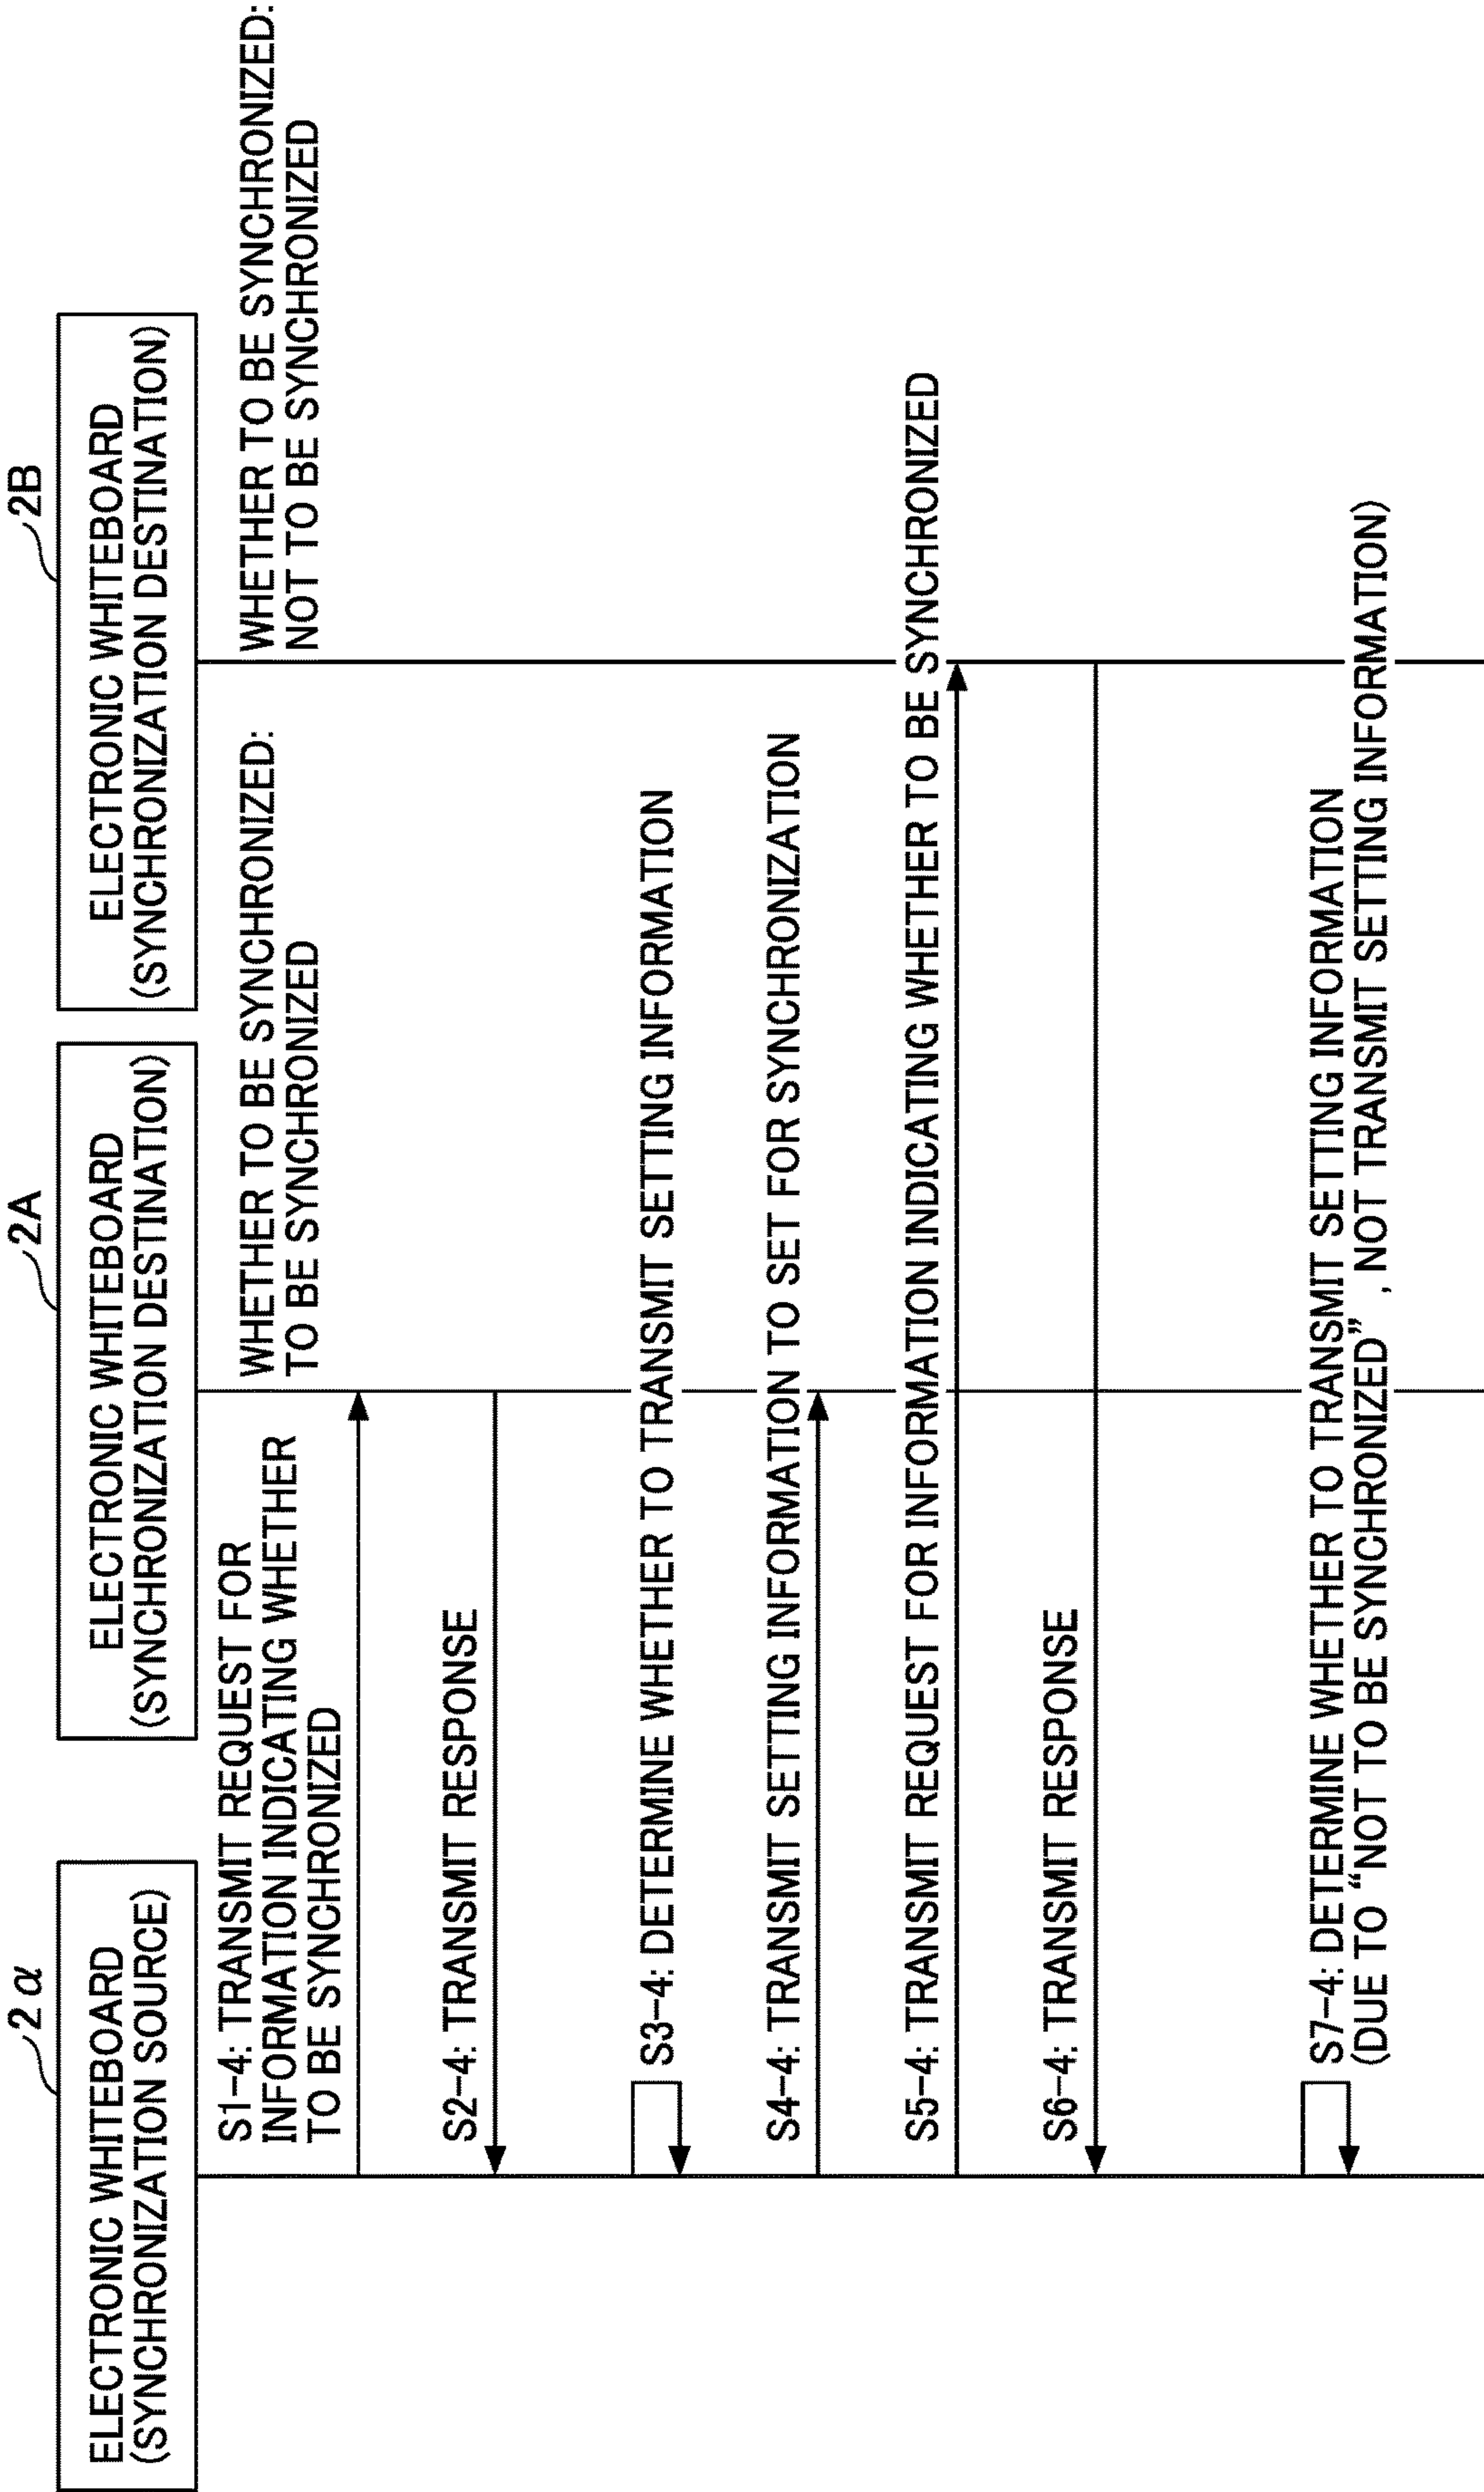 2α
ELECTRONIC WHITEBOARD
(SYNCHRONIZATION SOURCE)
2A
ELECTRONIC WHITEBOARD
(SYNCHRONIZATION DESTINATION)
2B
ELECTRONIC WHITEBOARD
(SYNCHRONIZATION DESTINATION)
WHETHER TO BE SYNCHRONIZED:
TO BE SYNCHRONIZED
WHETHER TO BE SYNCHRONIZED:
NOT TO BE SYNCHRONIZED
S1-4: TRANSMIT REQUEST FOR
INFORMATION INDICATING WHETHER
TO BE SYNCHRONIZED
S2-4: TRANSMIT RESPONSE
S3-4: DETERMINE WHETHER TO TRANSMIT SETTING INFORMATION
S4-4: TRANSMIT SETTING INFORMATION TO SET FOR SYNCHRONIZATION
S5-4: TRANSMIT REQUEST FOR INFORMATION INDICATING WHETHER TO BE SYNCHRONIZED
S6-4: TRANSMIT RESPONSE
S7-4: DETERMINE WHETHER TO TRANSMIT SETTING INFORMATION
(DUE TO “NOT TO BE SYNCHRONIZED”, NOT TRANSMIT SETTING INFORMATION)